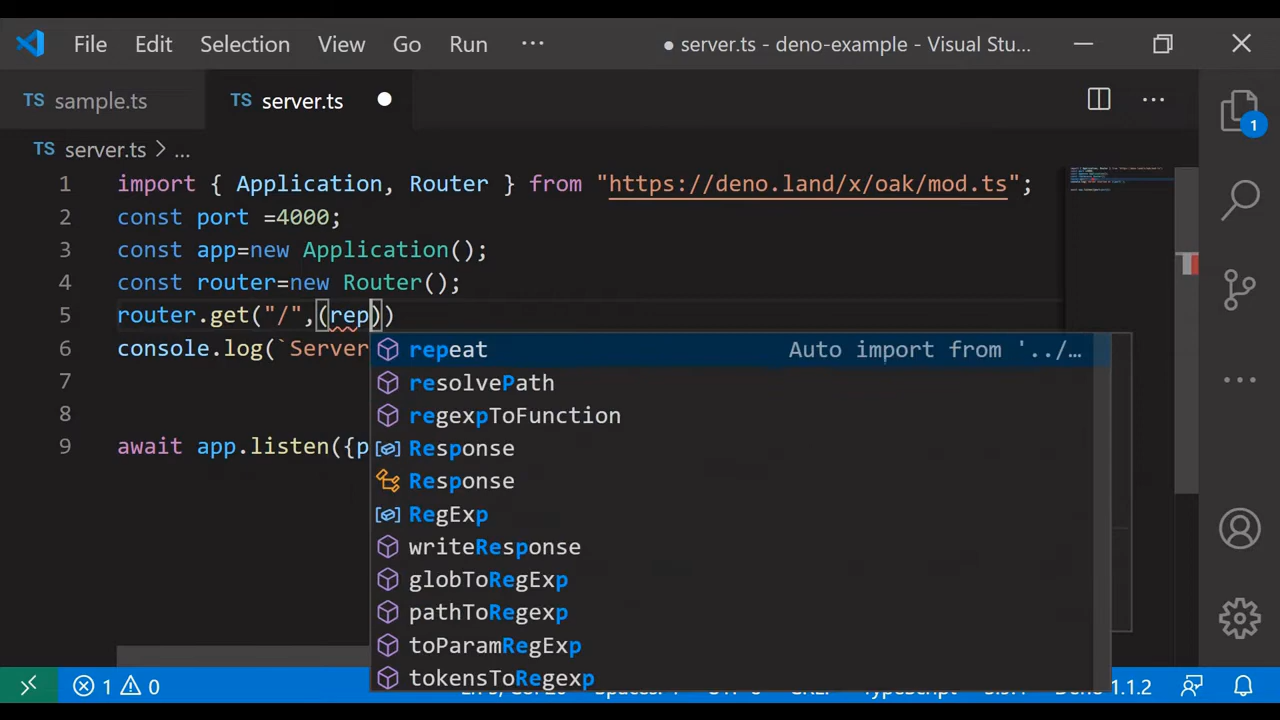 File Edit Selection View Go Run ··· ● server.ts - deno-example - Visual Stu...
TS sample.ts TS server.ts ●
TS server.ts > ...
1 import { Application, Router } from "https://deno.land/x/oak/mod.ts";
2 const port =4000;
3 const app=new Application();
4 const router=new Router();
5 router.get("/",(rep))
6 console.log(`Server
7
8
9 await app.listen({p
repeat Auto import from '../…
resolvePath
regexpToFunction
Response
Response
RegExp
writeResponse
globToRegExp
pathToRegexp
toParamRegExp
tokensToRegexp
1
1 0 1.1.2